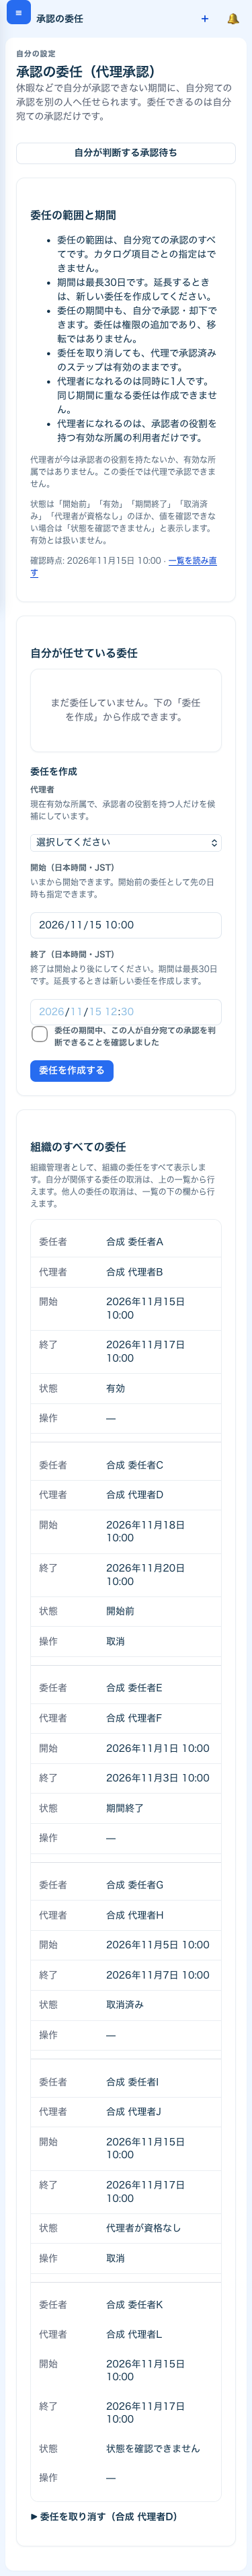 承認の委任
自分の設定
承認の委任（代理承認）
休暇などで自分が承認できない期間に、自分宛ての承認を別の人へ任せられます。委任できるのは自分宛ての承認だけです。
自分が判断する承認待ち
委任の範囲と期間
委任の範囲は、自分宛ての承認のすべてです。カタログ項目ごとの指定はできません。
期間は最長30日です。延長するときは、新しい委任を作成してください。
委任の期間中も、自分で承認・却下できます。委任は権限の追加であり、移転ではありません。
委任を取り消しても、代理で承認済みのステップは有効のままです。
代理者になれるのは同時に1人です。同じ期間に重なる委任は作成できません。
代理者になれるのは、承認者の役割を持つ有効な所属の利用者だけです。
代理者が今は承認者の役割を持たないか、有効な所属ではありません。この委任では代理で承認できません。
状態は「開始前」「有効」「期間終了」「取消済み」「代理者が資格なし」のほか、値を確認できない場合は「状態を確認できません」と表示します。有効とは扱いません。
確認時点: 2026年11月15日 10:00 · 一覧を読み直す
自分が任せている委任
まだ委任していません。下の「委任を作成」から作成できます。
委任を作成
代理者
現在有効な所属で、承認者の役割を持つ人だけを候補にしています。
選択してください
開始（日本時間・JST）
いまから開始できます。開始前の委任として先の日時も指定できます。
2026/11/15 10:00
終了（日本時間・JST）
終了は開始より後にしてください。期間は最長30日です。延長するときは新しい委任を作成します。
2026/11/15 12:30
委任の期間中、この人が自分宛ての承認を判断できることを確認しました
委任を作成する
組織のすべての委任
組織管理者として、組織の委任をすべて表示します。自分が関係する委任の取消は、上の一覧から行えます。他人の委任の取消は、一覧の下の欄から行えます。
委任者 合成 委任者A
代理者 合成 代理者B
開始 2026年11月15日 10:00
終了 2026年11月17日 10:00
状態 有効
操作 —
委任者 合成 委任者C
代理者 合成 代理者D
開始 2026年11月18日 10:00
終了 2026年11月20日 10:00
状態 開始前
操作 取消
委任者 合成 委任者E
代理者 合成 代理者F
開始 2026年11月1日 10:00
終了 2026年11月3日 10:00
状態 期間終了
操作 —
委任者 合成 委任者G
代理者 合成 代理者H
開始 2026年11月5日 10:00
終了 2026年11月7日 10:00
状態 取消済み
操作 —
委任者 合成 委任者I
代理者 合成 代理者J
開始 2026年11月15日 10:00
終了 2026年11月17日 10:00
状態 代理者が資格なし
操作 取消
委任者 合成 委任者K
代理者 合成 代理者L
開始 2026年11月15日 10:00
終了 2026年11月17日 10:00
状態 状態を確認できません
操作 —
▶ 委任を取り消す（合成 代理者D）